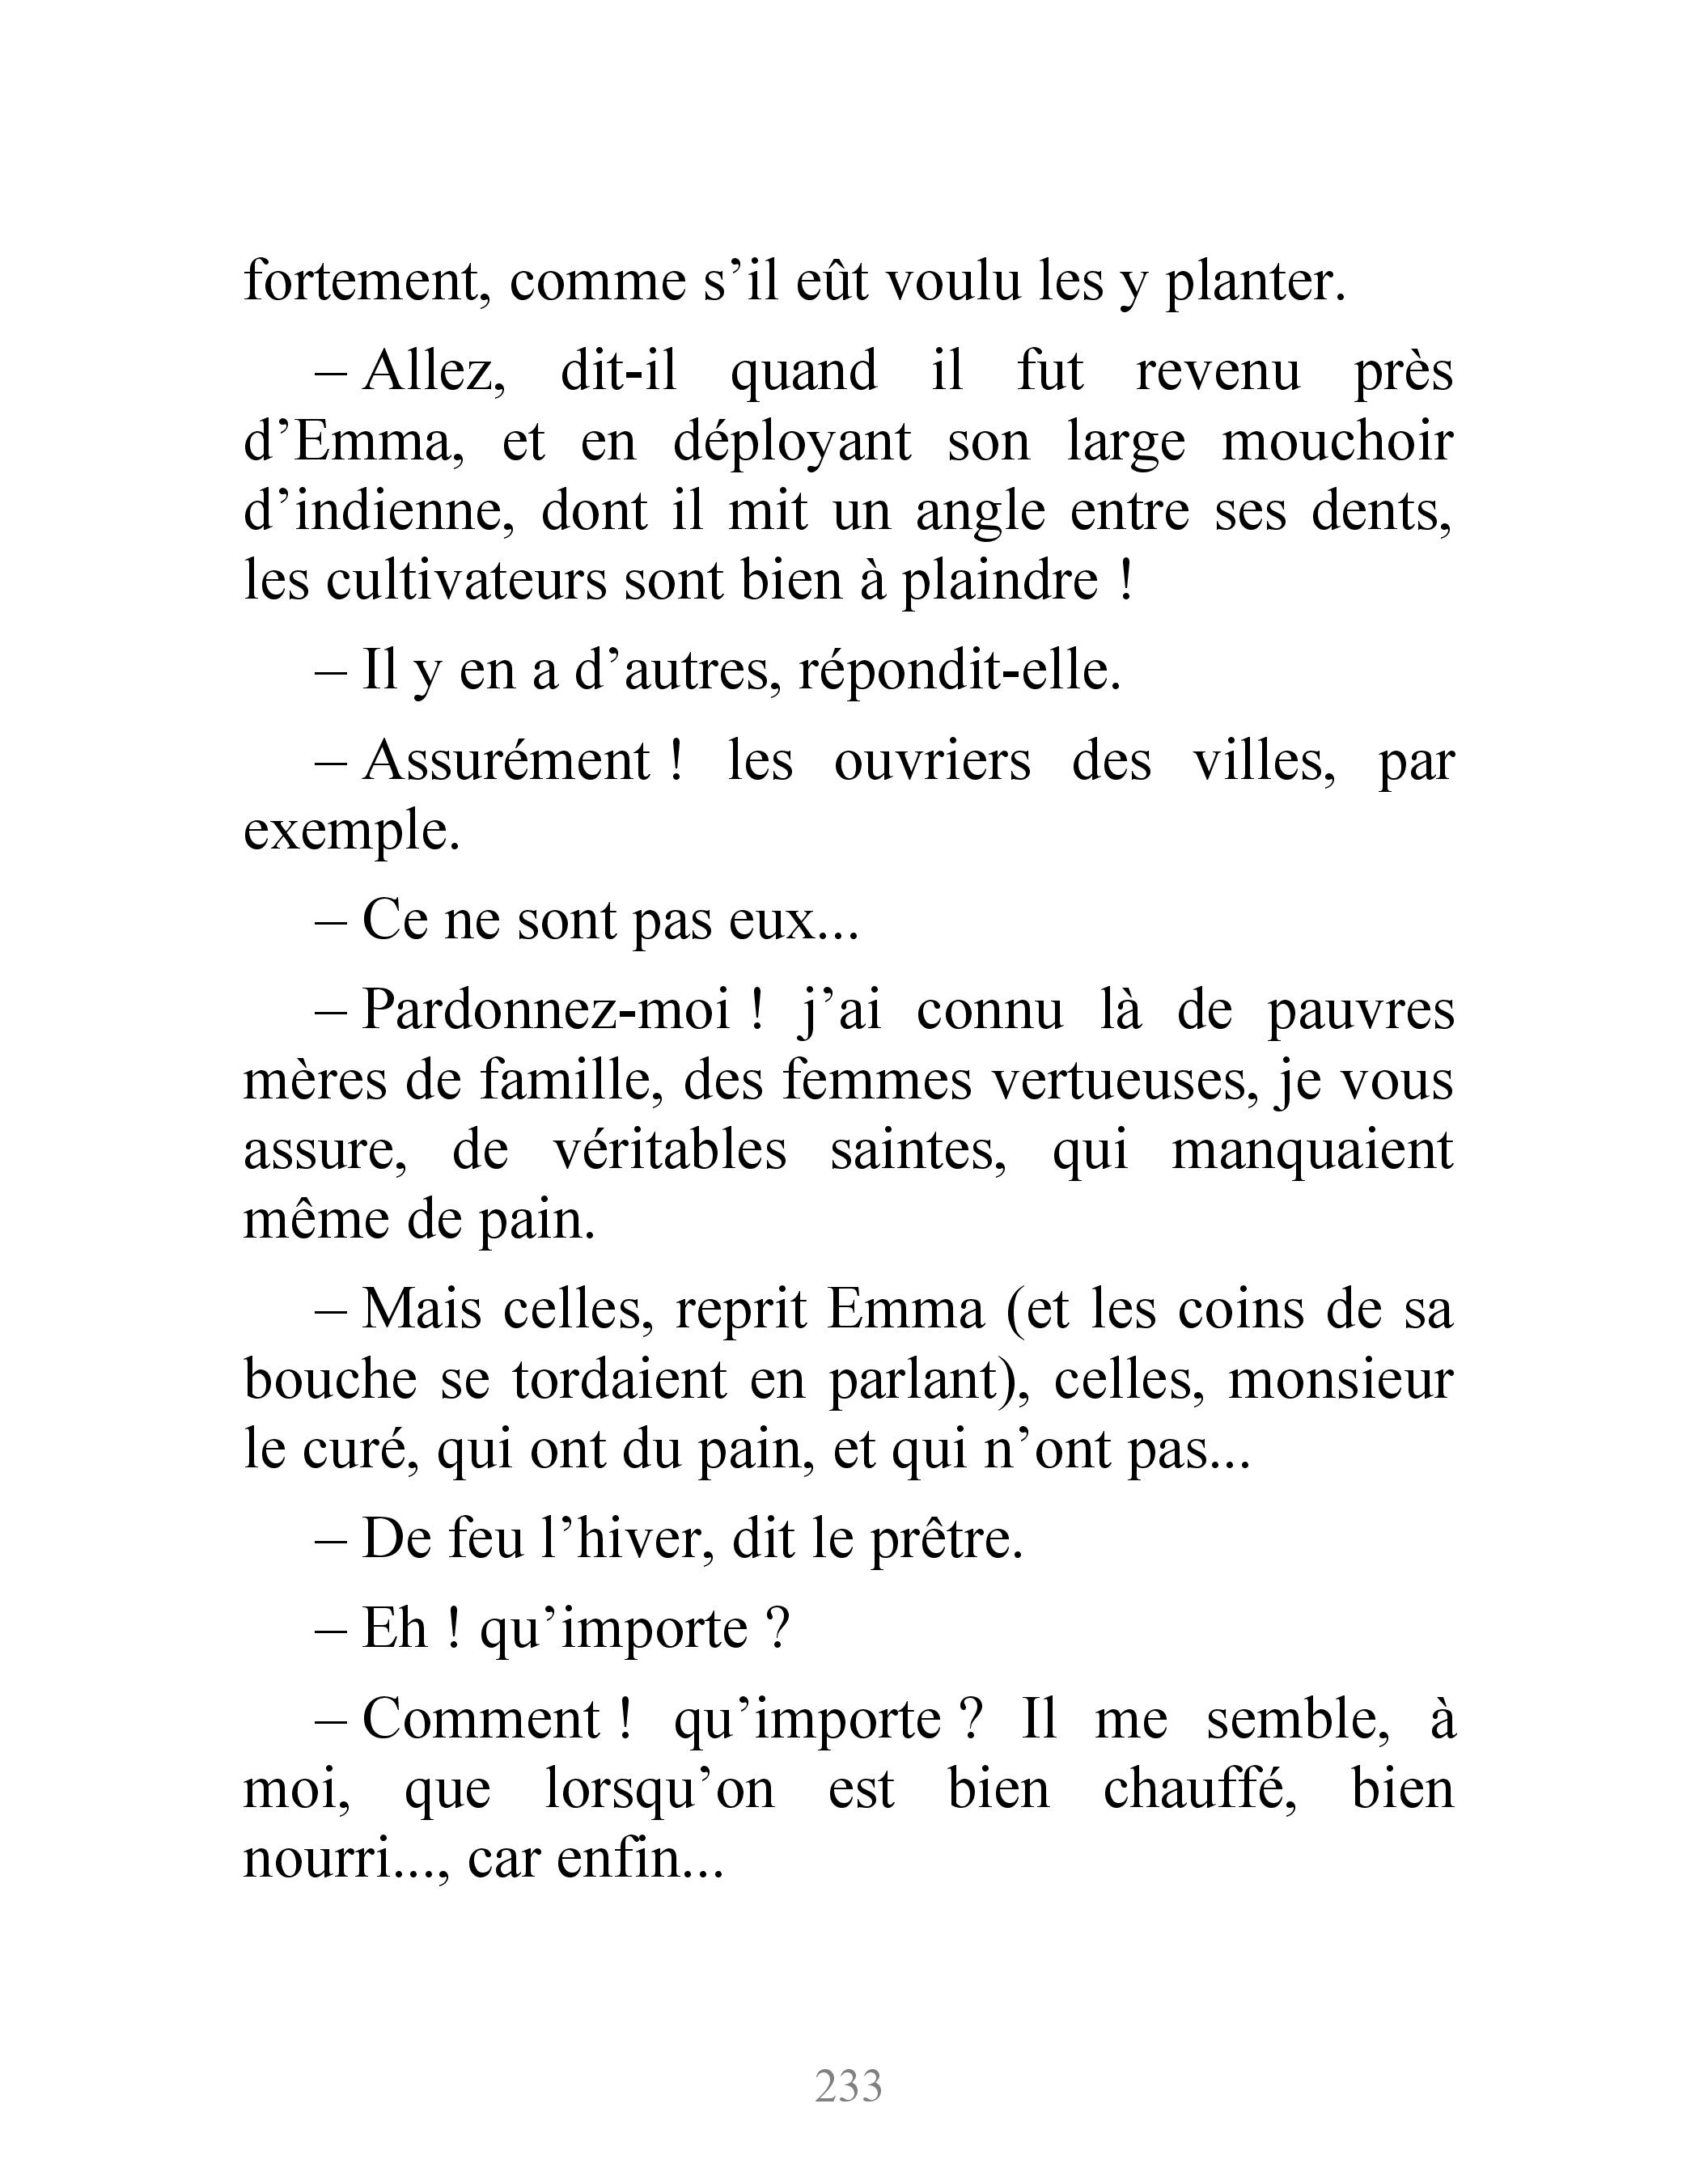 fortement, comme s’il eût voulu les y planter.
– Allez, dit-il quand il fut revenu près
d’Emma, et en déployant son large mouchoir
d’indienne, dont il mit un angle entre ses dents,
les cultivateurs sont bien à plaindre !
– Il y en a d’autres, répondit-elle.
– Assurément ! les ouvriers des villes, par
exemple.
– Ce ne sont pas eux...
– Pardonnez-moi ! j’ai connu là de pauvres
mères de famille, des femmes vertueuses, je vous
assure, de véritables saintes, qui manquaient
même de pain.
– Mais celles, reprit Emma (et les coins de sa
bouche se tordaient en parlant), celles, monsieur
le curé, qui ont du pain, et qui n’ont pas...
– De feu l’hiver, dit le prêtre.
– Eh ! qu’importe ?
– Comment ! qu’importe ? Il me semble, à
moi, que lorsqu’on est bien chauffé, bien
nourri..., car enfin...
233